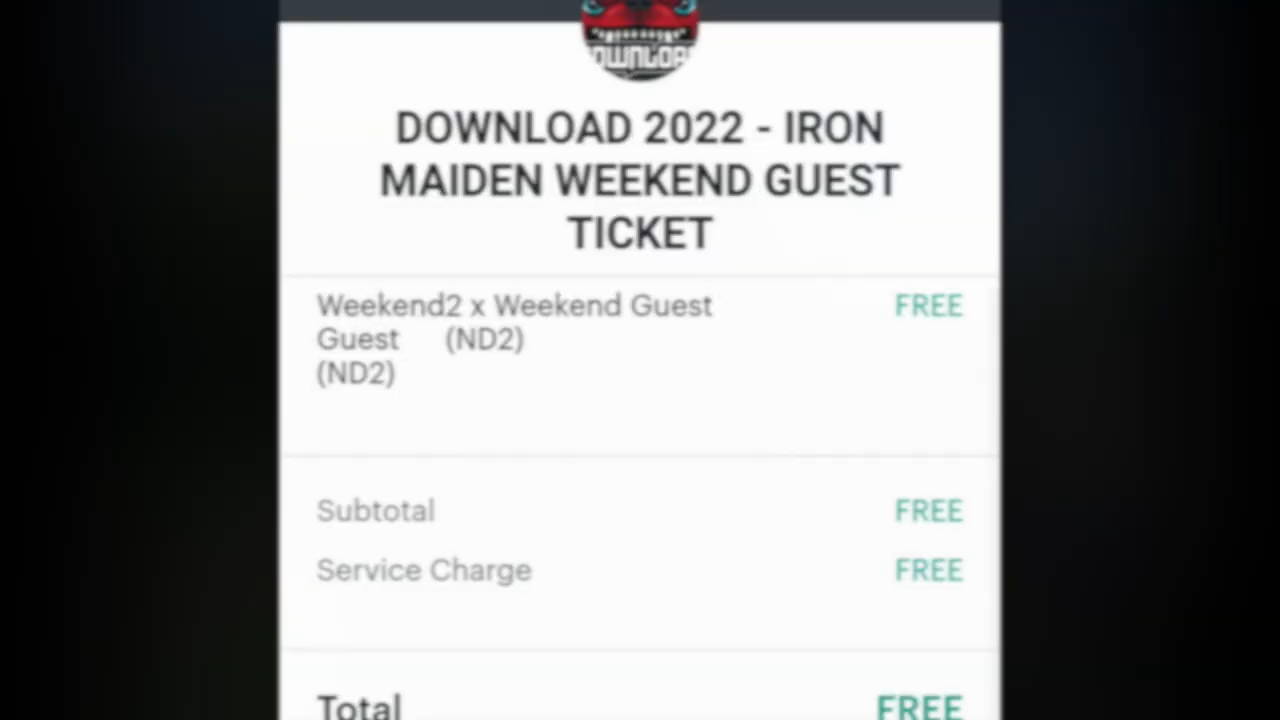 OWNLOA
DOWNLOAD 2022 - IRON
MAIDEN WEEKEND GUEST
TICKET
Weekend2 x Weekend Guest FREE
Guest (ND2)
(ND2)
Subtotal FREE
Service Charge FREE
Total FREE